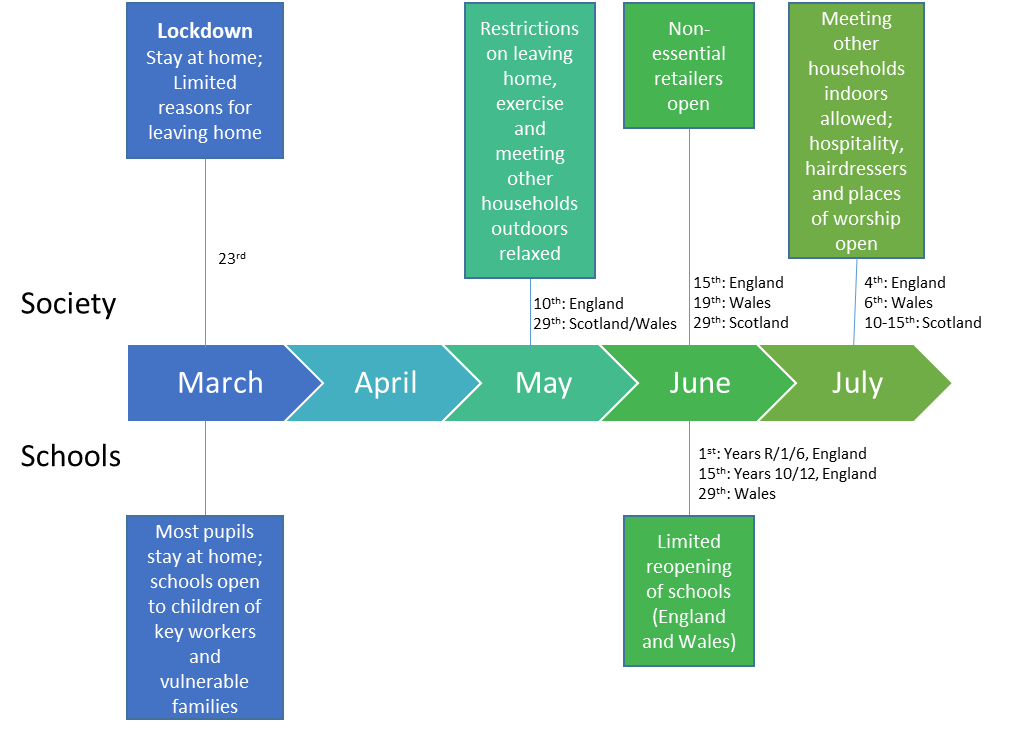 Lockdown
Stay at home;
Limited
reasons for
leaving home
Restrictions
on leaving
home,
exercise
and
meeting
other
households
outdoors
relaxed
Non-
essential
retailers
open
Meeting
other
households
indoors
allowed;
hospitality,
hairdressers
and places
of worship
open
23rd
10th: England
29th: Scotland/Wales
15th: England
19th: Wales
29th: Scotland
4th: England
6th: Wales
10-15th: Scotland
Society
March
April
May
June
July
Schools
1st: Years R/1/6, England
15th: Years 10/12, England
29th: Wales
Most pupils
stay at home;
schools open
to children of
key workers
and
vulnerable
families
Limited
reopening
of schools
(England
and Wales)